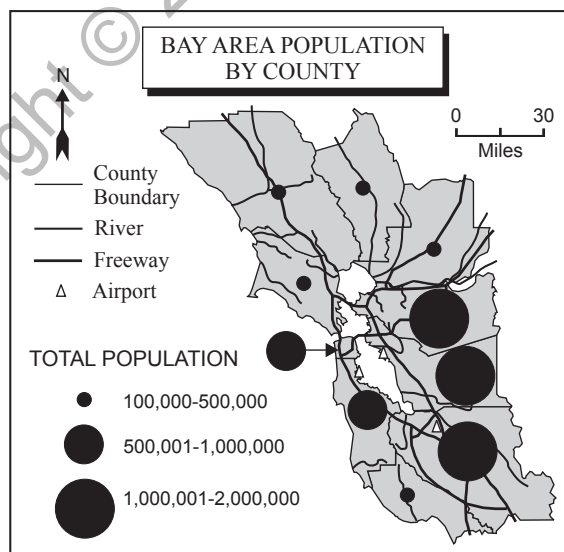 BAY AREA POPULATION
BY COUNTY
N
0 30
Miles
County
Boundary
River
Freeway
Airport
TOTAL POPULATION
100,000-500,000
500,001-1,000,000
1,000,001-2,000,000